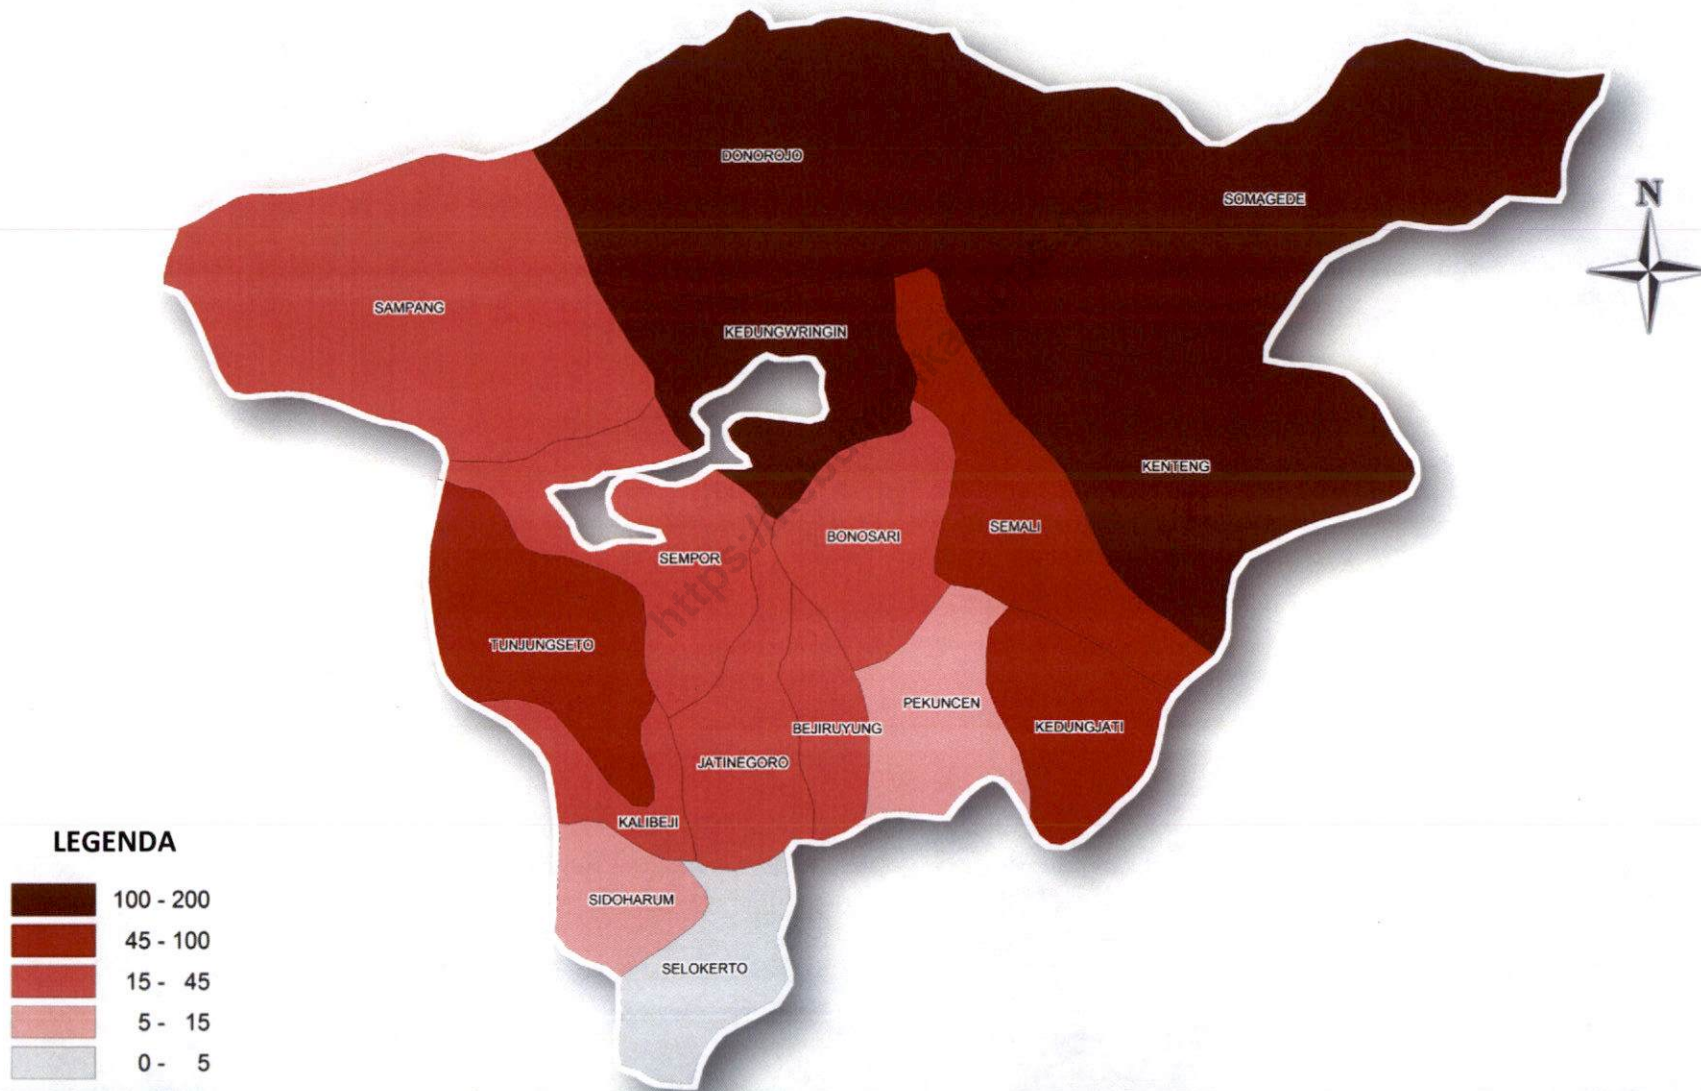 DONOROJO
SOMAGEDE
N
SAMPANG
KEDUNGWRINGIN
KENTENG
SEMALI
BONOSARI
SEMPOR
TUNJUNGSETO
PEKUNCEN
KEDUNGJATI
BEJIRUYUNG
JATINEGORO
KALIBEJI
SIDOHARUM
SELOKERTO
LEGENDA
100 - 200
45 - 100
15 - 45
5 - 15
0 - 5